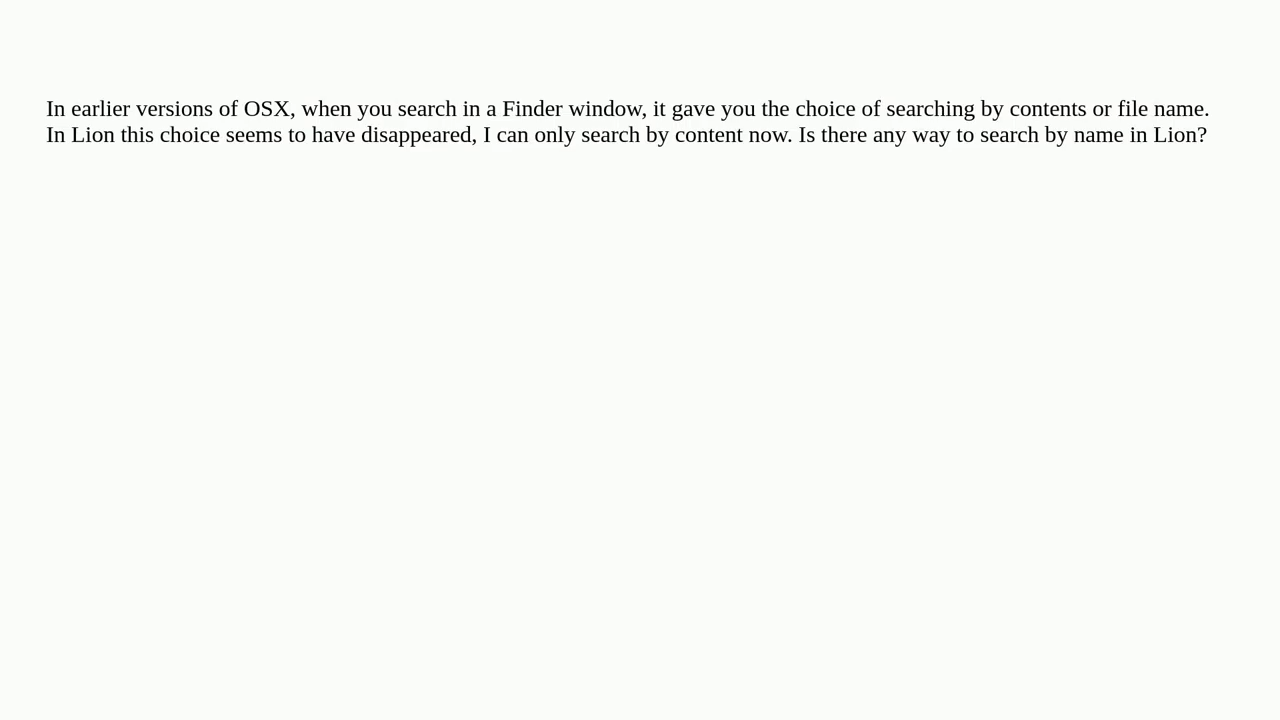 In earlier versions of OSX, when you search in a Finder window, it gave you the choice of searching by contents or file name.
In Lion this choice seems to have disappeared, I can only search by content now. Is there any way to search by name in Lion?